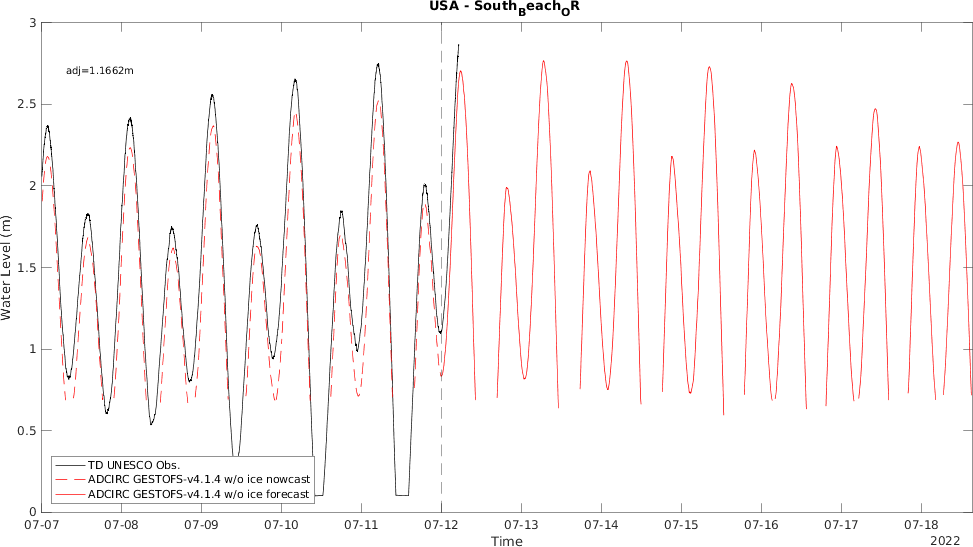 USA - South_Beach_OR
3
adj=1.1662m
2.5
2
1.5
1
0.5
0
Water Level (m)
TD UNESCO Obs.
ADCIRC GESTOFS-v4.1.4 w/o ice nowcast
ADCIRC GESTOFS-v4.1.4 w/o ice forecast
07-07 07-08 07-09 07-10 07-11 07-12 07-13 07-14 07-15 07-16 07-17 07-18
Time
2022